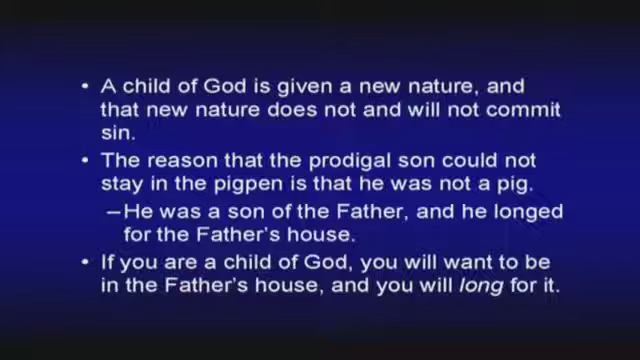 • A child of God is given a new nature, and
that new nature does not and will not commit
sin.
• The reason that the prodigal son could not
stay in the pigpen is that he was not a pig.
–He was a son of the Father, and he longed
for the Father's house.
• If you are a child of God, you will want to be
in the Father's house, and you will long for it.